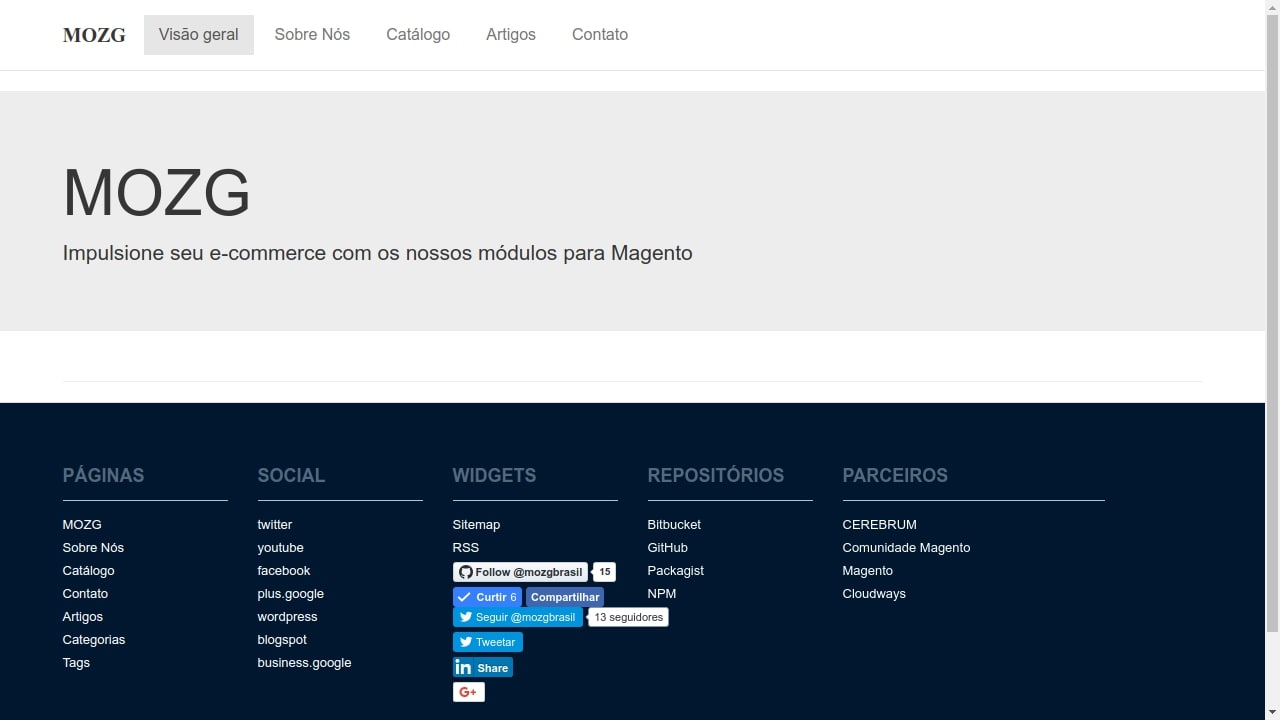 MOZG Visão geral Sobre Nós Catálogo Artigos Contato
MOZG
Impulsione seu e-commerce com os nossos módulos para Magento
PÁGINAS
MOZG
Sobre Nós
Catálogo
Contato
Artigos
Categorias
Tags
SOCIAL
twitter
youtube
facebook
plus.google
wordpress
blogspot
business.google
WIDGETS
Sitemap
RSS
Follow @mozgbrasil 15
Curtir 6 Compartilhar
Seguir @mozgbrasil 13 seguidores
Tweetar
in Share
G+
REPOSITÓRIOS
Bitbucket
GitHub
Packagist
NPM
PARCEIROS
CEREBRUM
Comunidade Magento
Magento
Cloudways